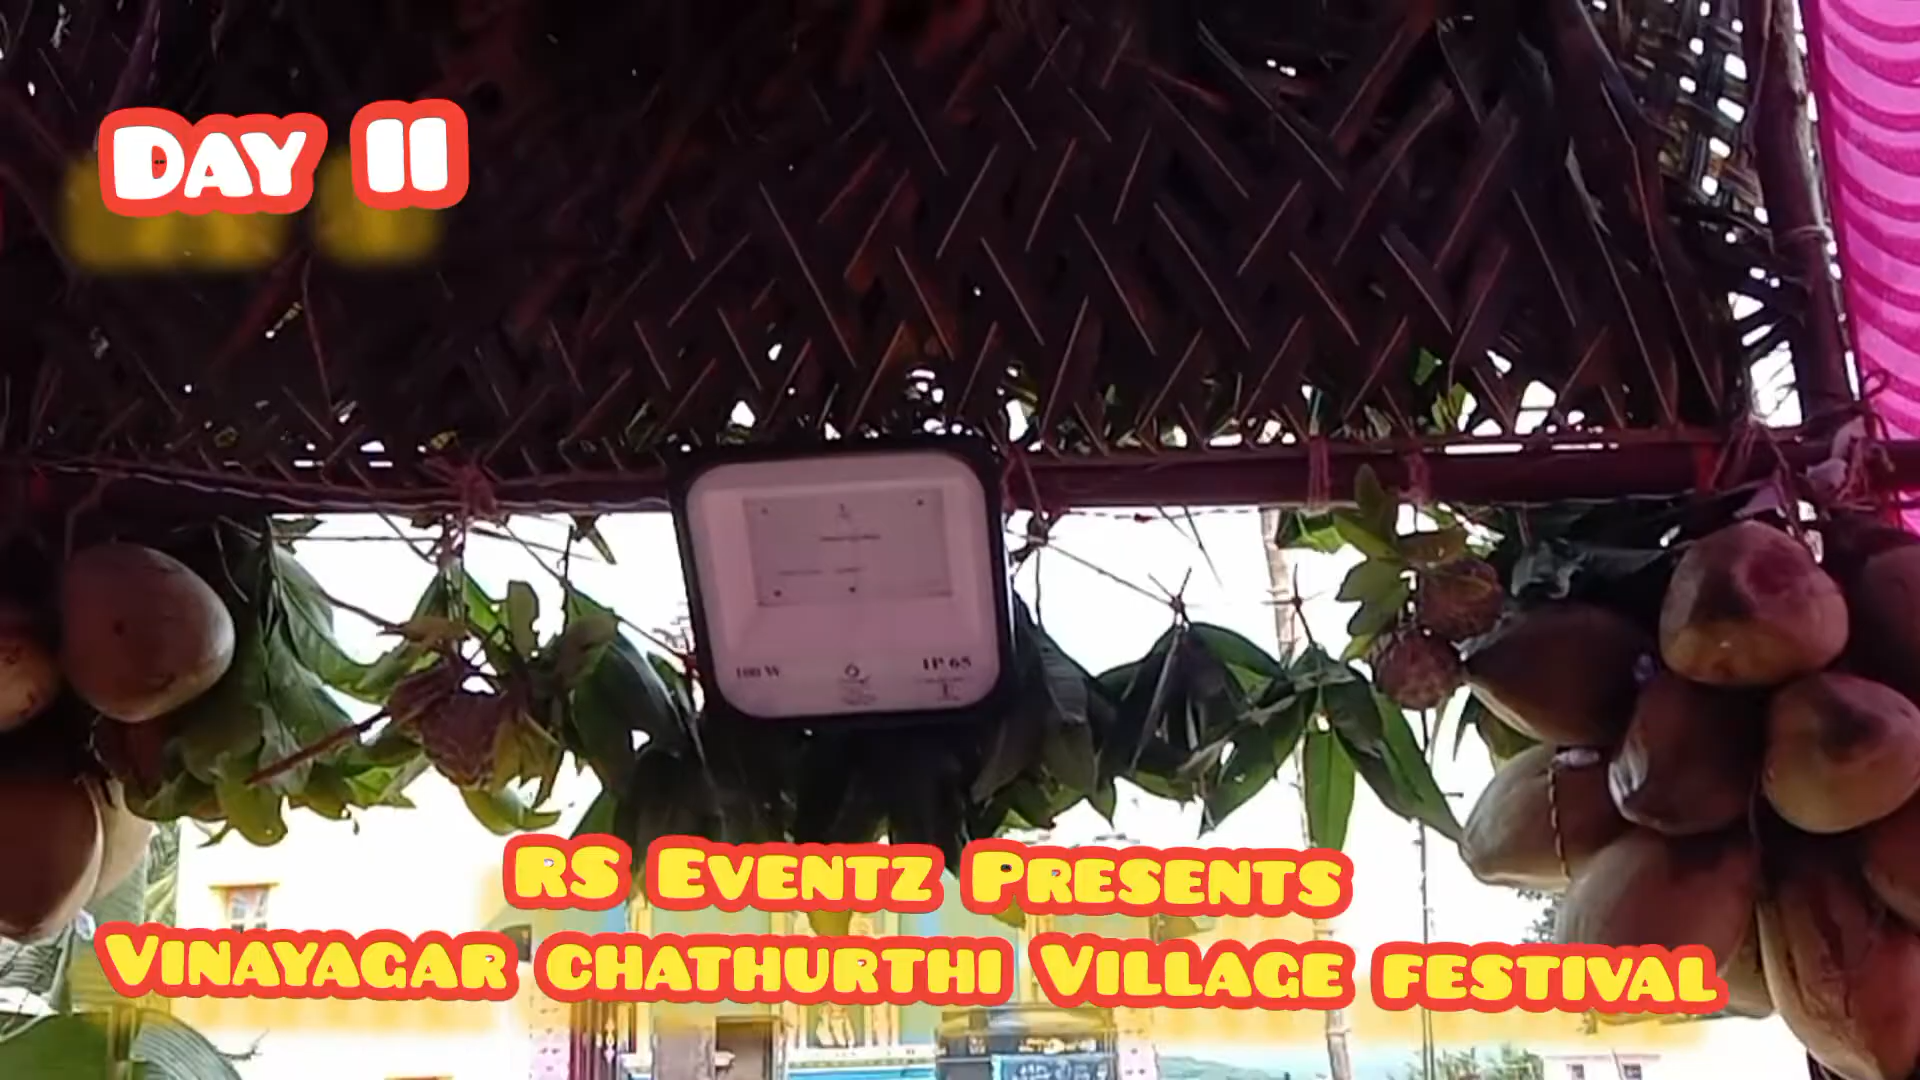 Day 11
100 W
IP 65
RS Eventz Presents
Vinayagar chathurthi Village festival